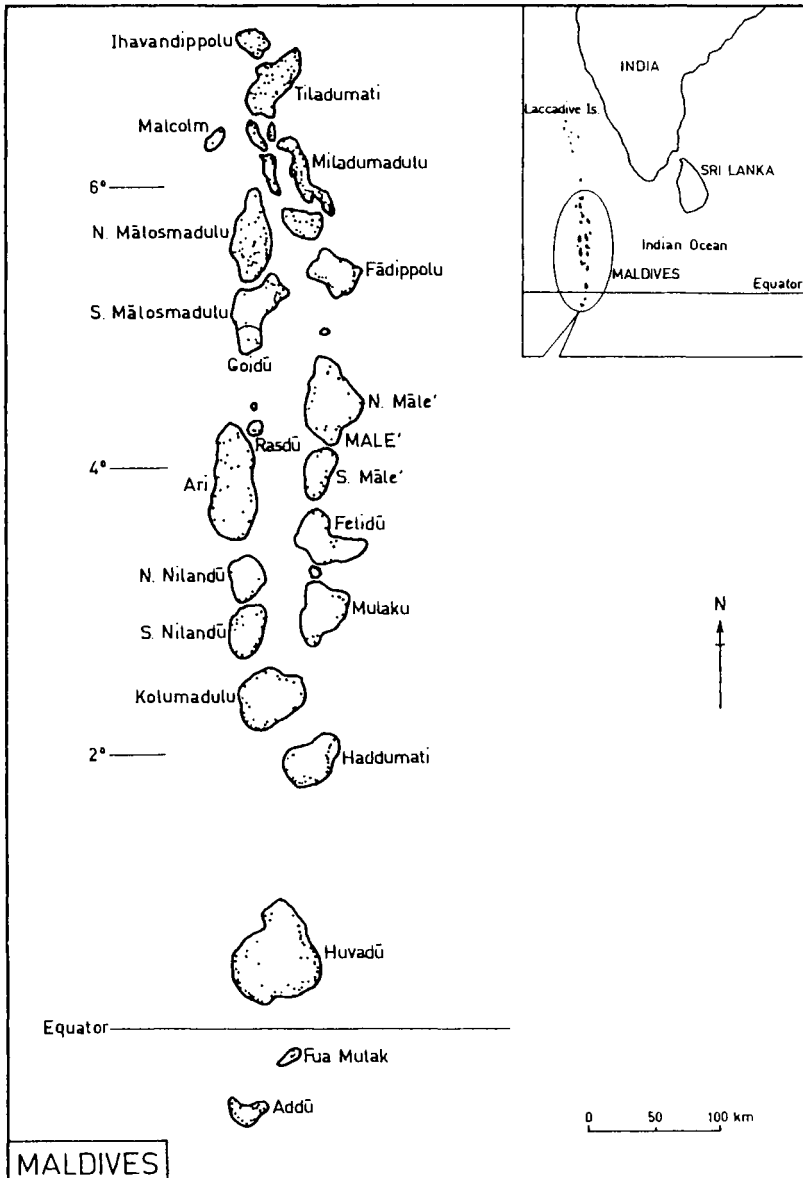 Ihavandippolu
Tiladumati
Malcolm
Miladumadulu
6°
N. Mālosmadulu
Fādippolu
S. Mālosmadulu
Goidū
N. Māle'
MALE'
Rasdū
4°
S. Māle'
Ari
Felidū
N. Nilandū
Mulaku
S. Nilandū
Kolumadulu
2°
Haddumati
Huvadū
Equator
Fua Mulak
Addū
MALDIVES
INDIA
Laccadive Is.
SRI LANKA
Indian Ocean
MALDIVES
Equator
N
0 50 100 km